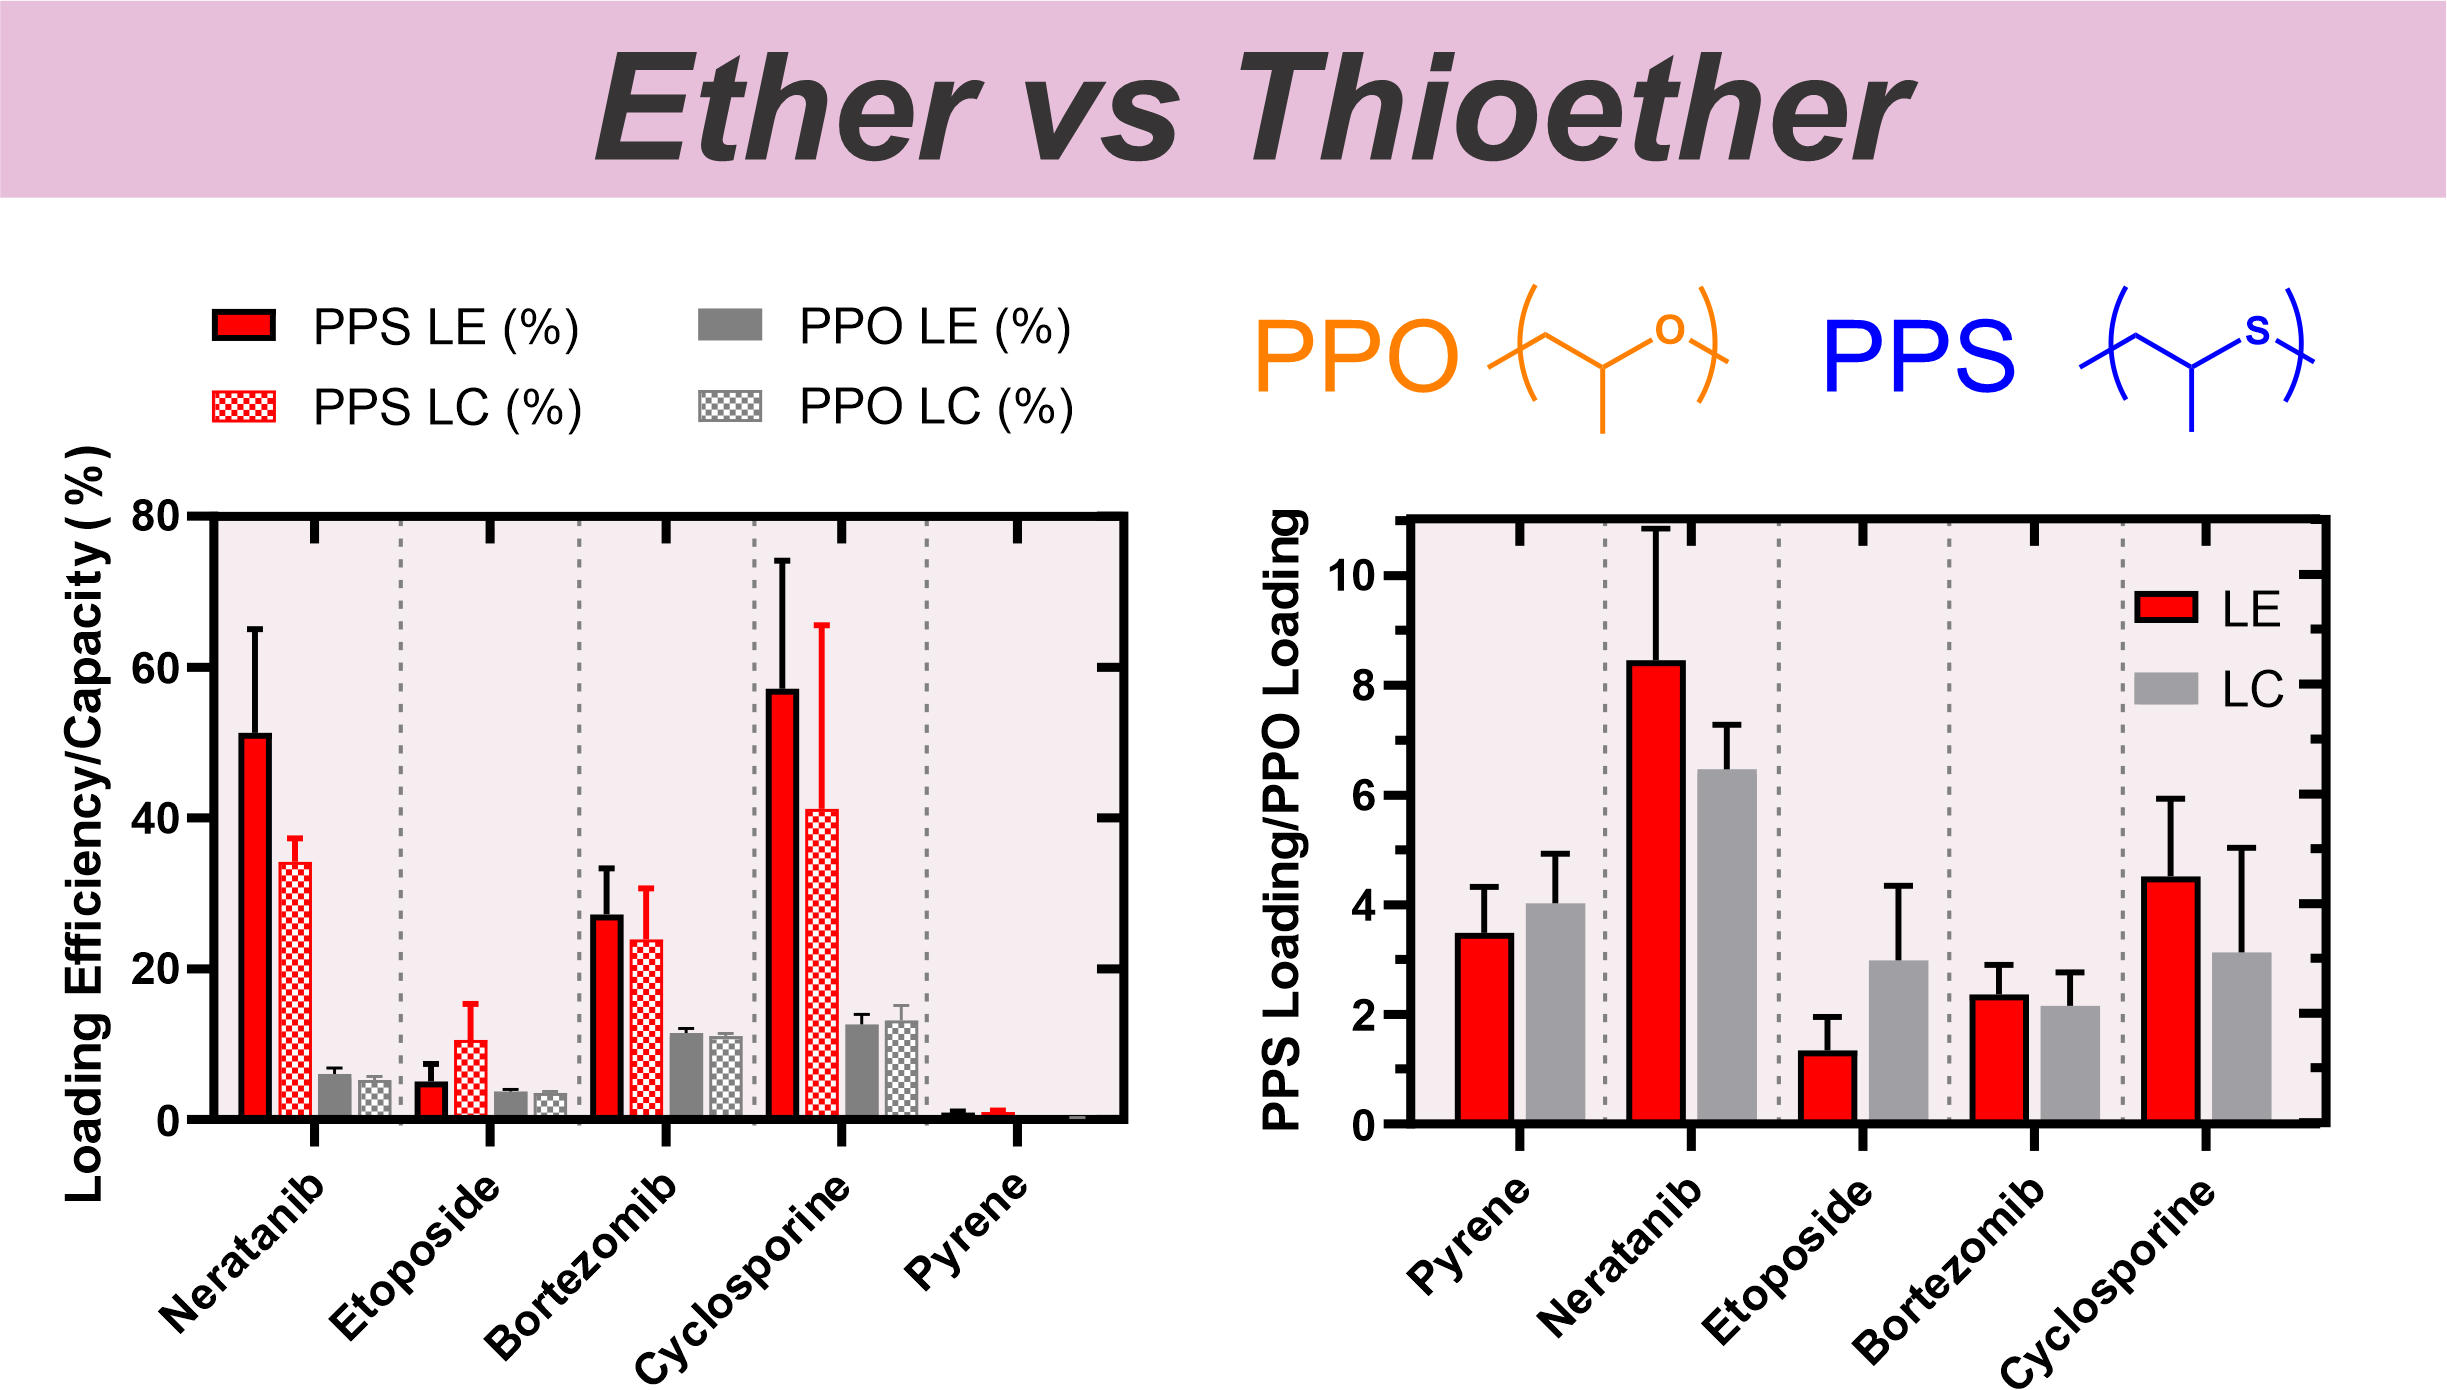 Ether vs Thioether
PPS LE (%)
PPO LE (%)
PPS LC (%)
PPO LC (%)
PPO
O
PPS
S
Loading Efficiency/Capacity (%)
80
60
40
20
0
Neratanib
Etoposide
Bortezomib
Cyclosporine
Pyrene
PPS Loading/PPO Loading
10
8
6
4
2
0
LE
LC
Pyrene
Neratanib
Etoposide
Bortezomib
Cyclosporine